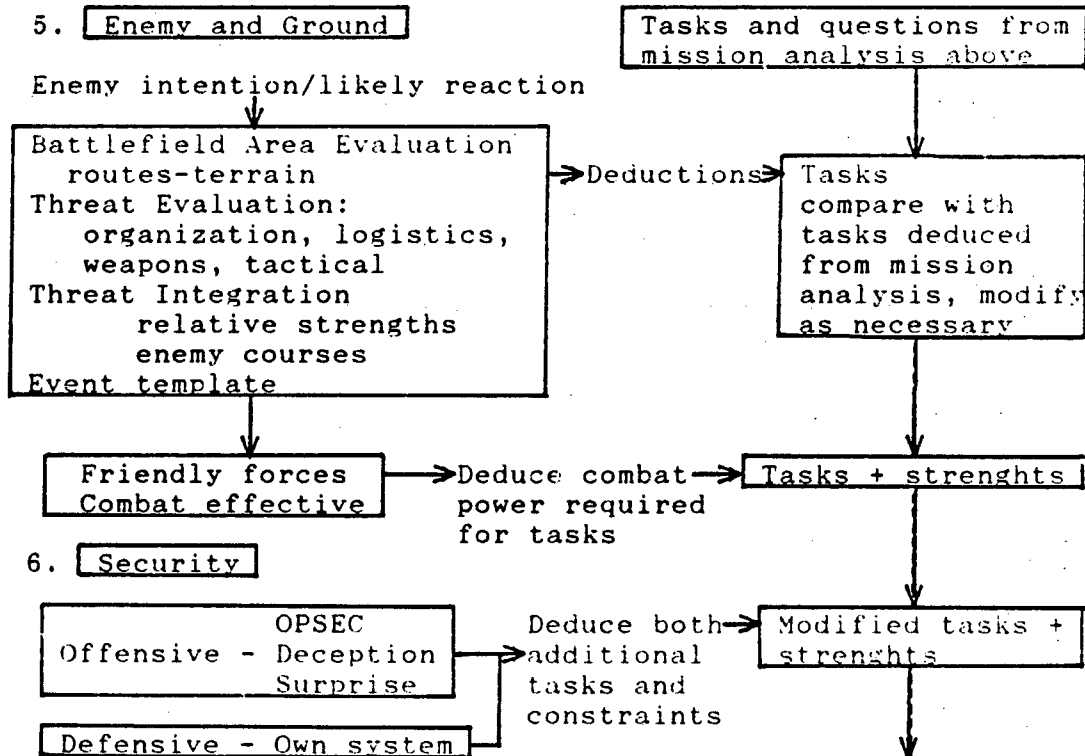 5. Enemy and Ground
Tasks and questions from
mission analysis above
Enemy intention/likely reaction
Battlefield Area Evaluation
routes-terrain
Threat Evaluation:
organization, logistics,
weapons, tactical
Threat Integration
relative strengths
enemy courses
Event template
Deductions
Tasks
compare with
tasks deduced
from mission
analysis, modify
as necessary
Friendly forces
Combat effective
Deduce combat
power required
for tasks
Tasks + strenghts
6. Security
OPSEC
Offensive - Deception
Surprise
Defensive - Own system
Deduce both
additional
tasks and
constraints
Modified tasks +
strenghts